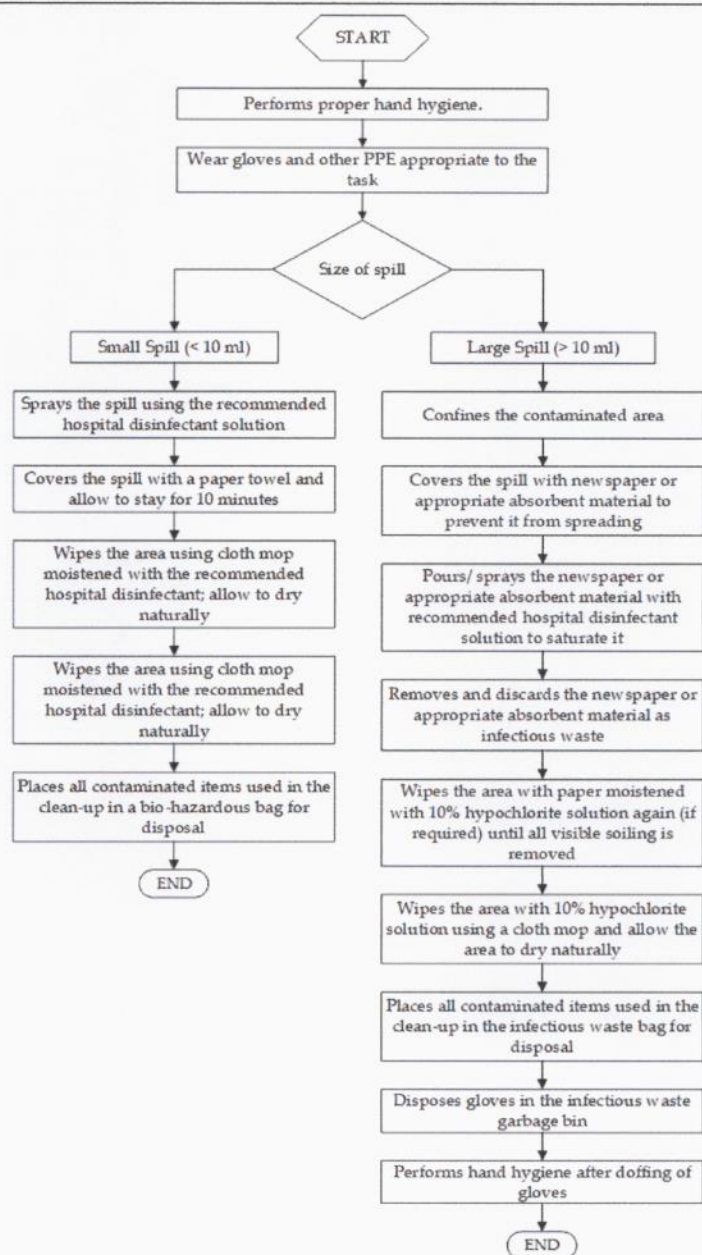 START
Performs proper hand hygiene.
Wear gloves and other PPE appropriate to the
task
Size of spill
Small Spill (< 10 ml)
Sprays the spill using the recommended
hospital disinfectant solution
Covers the spill with a paper towel and
allow to stay for 10 minutes
Wipes the area using cloth mop
moistened with the recommended
hospital disinfectant; allow to dry
naturally
Wipes the area using cloth mop
moistened with the recommended
hospital disinfectant; allow to dry
naturally
Places all contaminated items used in the
clean-up in a bio-hazardous bag for
disposal
END
Large Spill (> 10 ml)
Confines the contaminated area
Covers the spill with newspaper or
appropriate absorbent material to
prevent it from spreading
Pours/ sprays the newspaper or
appropriate absorbent material with
recommended hospital disinfectant
solution to saturate it
Removes and discards the newspaper or
appropriate absorbent material as
infectious waste
Wipes the area with paper moistened
with 10% hypochlorite solution again (if
required) until all visible soiling is
removed
Wipes the area with 10% hypochlorite
solution using a cloth mop and allow the
area to dry naturally
Places all contaminated items used in the
clean-up in the infectious waste bag for
disposal
Disposes gloves in the infectious waste
garbage bin
Performs hand hygiene after doffing of
gloves
END